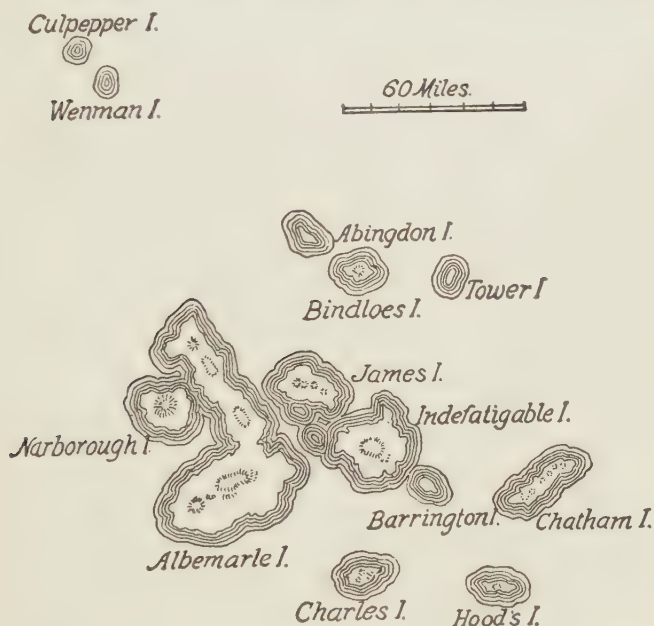 Culpepper I.
Wenman I.
60 Miles.
Abingdon I.
Bindloes I.
Tower I
James I.
Indefatigable I.
Narborough I.
Albemarle I.
Barrington I.
Chatham I.
Charles I.
Hood's I.